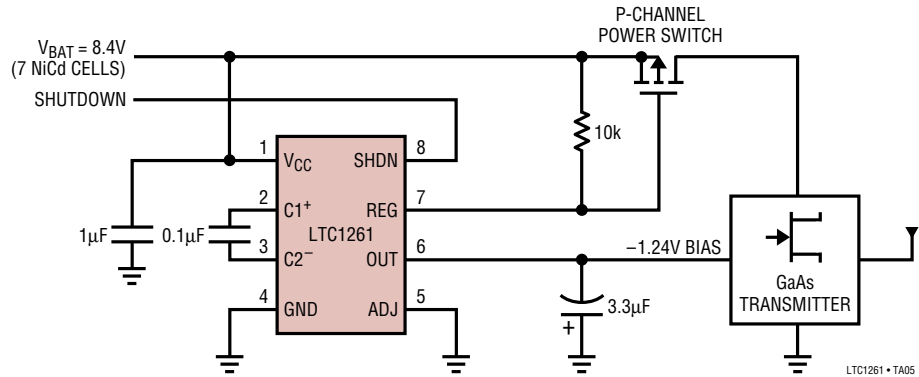 P-CHANNEL
POWER SWITCH
VBAT = 8.4V
(7 NiCd CELLS)
SHUTDOWN
10k
1 VCC SHDN 8
2 C1+ REG 7
LTC1261
3 C2– OUT 6
4 GND ADJ 5
1µF
0.1µF
–1.24V BIAS
3.3µF
+
GaAs
TRANSMITTER
LTC1261 • TA05